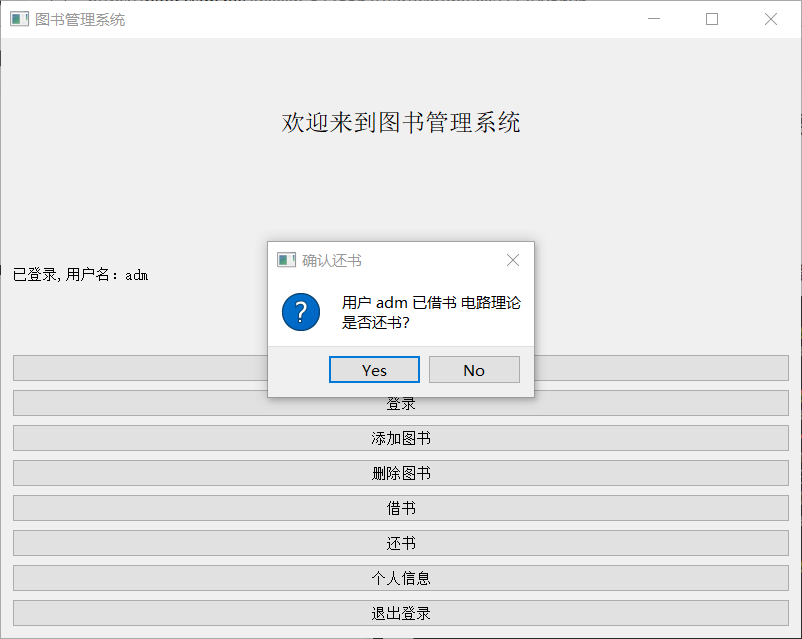 图书管理系统
欢迎来到图书管理系统
已登录,用户名：adm
确认还书
用户 adm 已借书 电路理论
是否还书?
Yes
No
登录
添加图书
删除图书
借书
还书
个人信息
退出登录